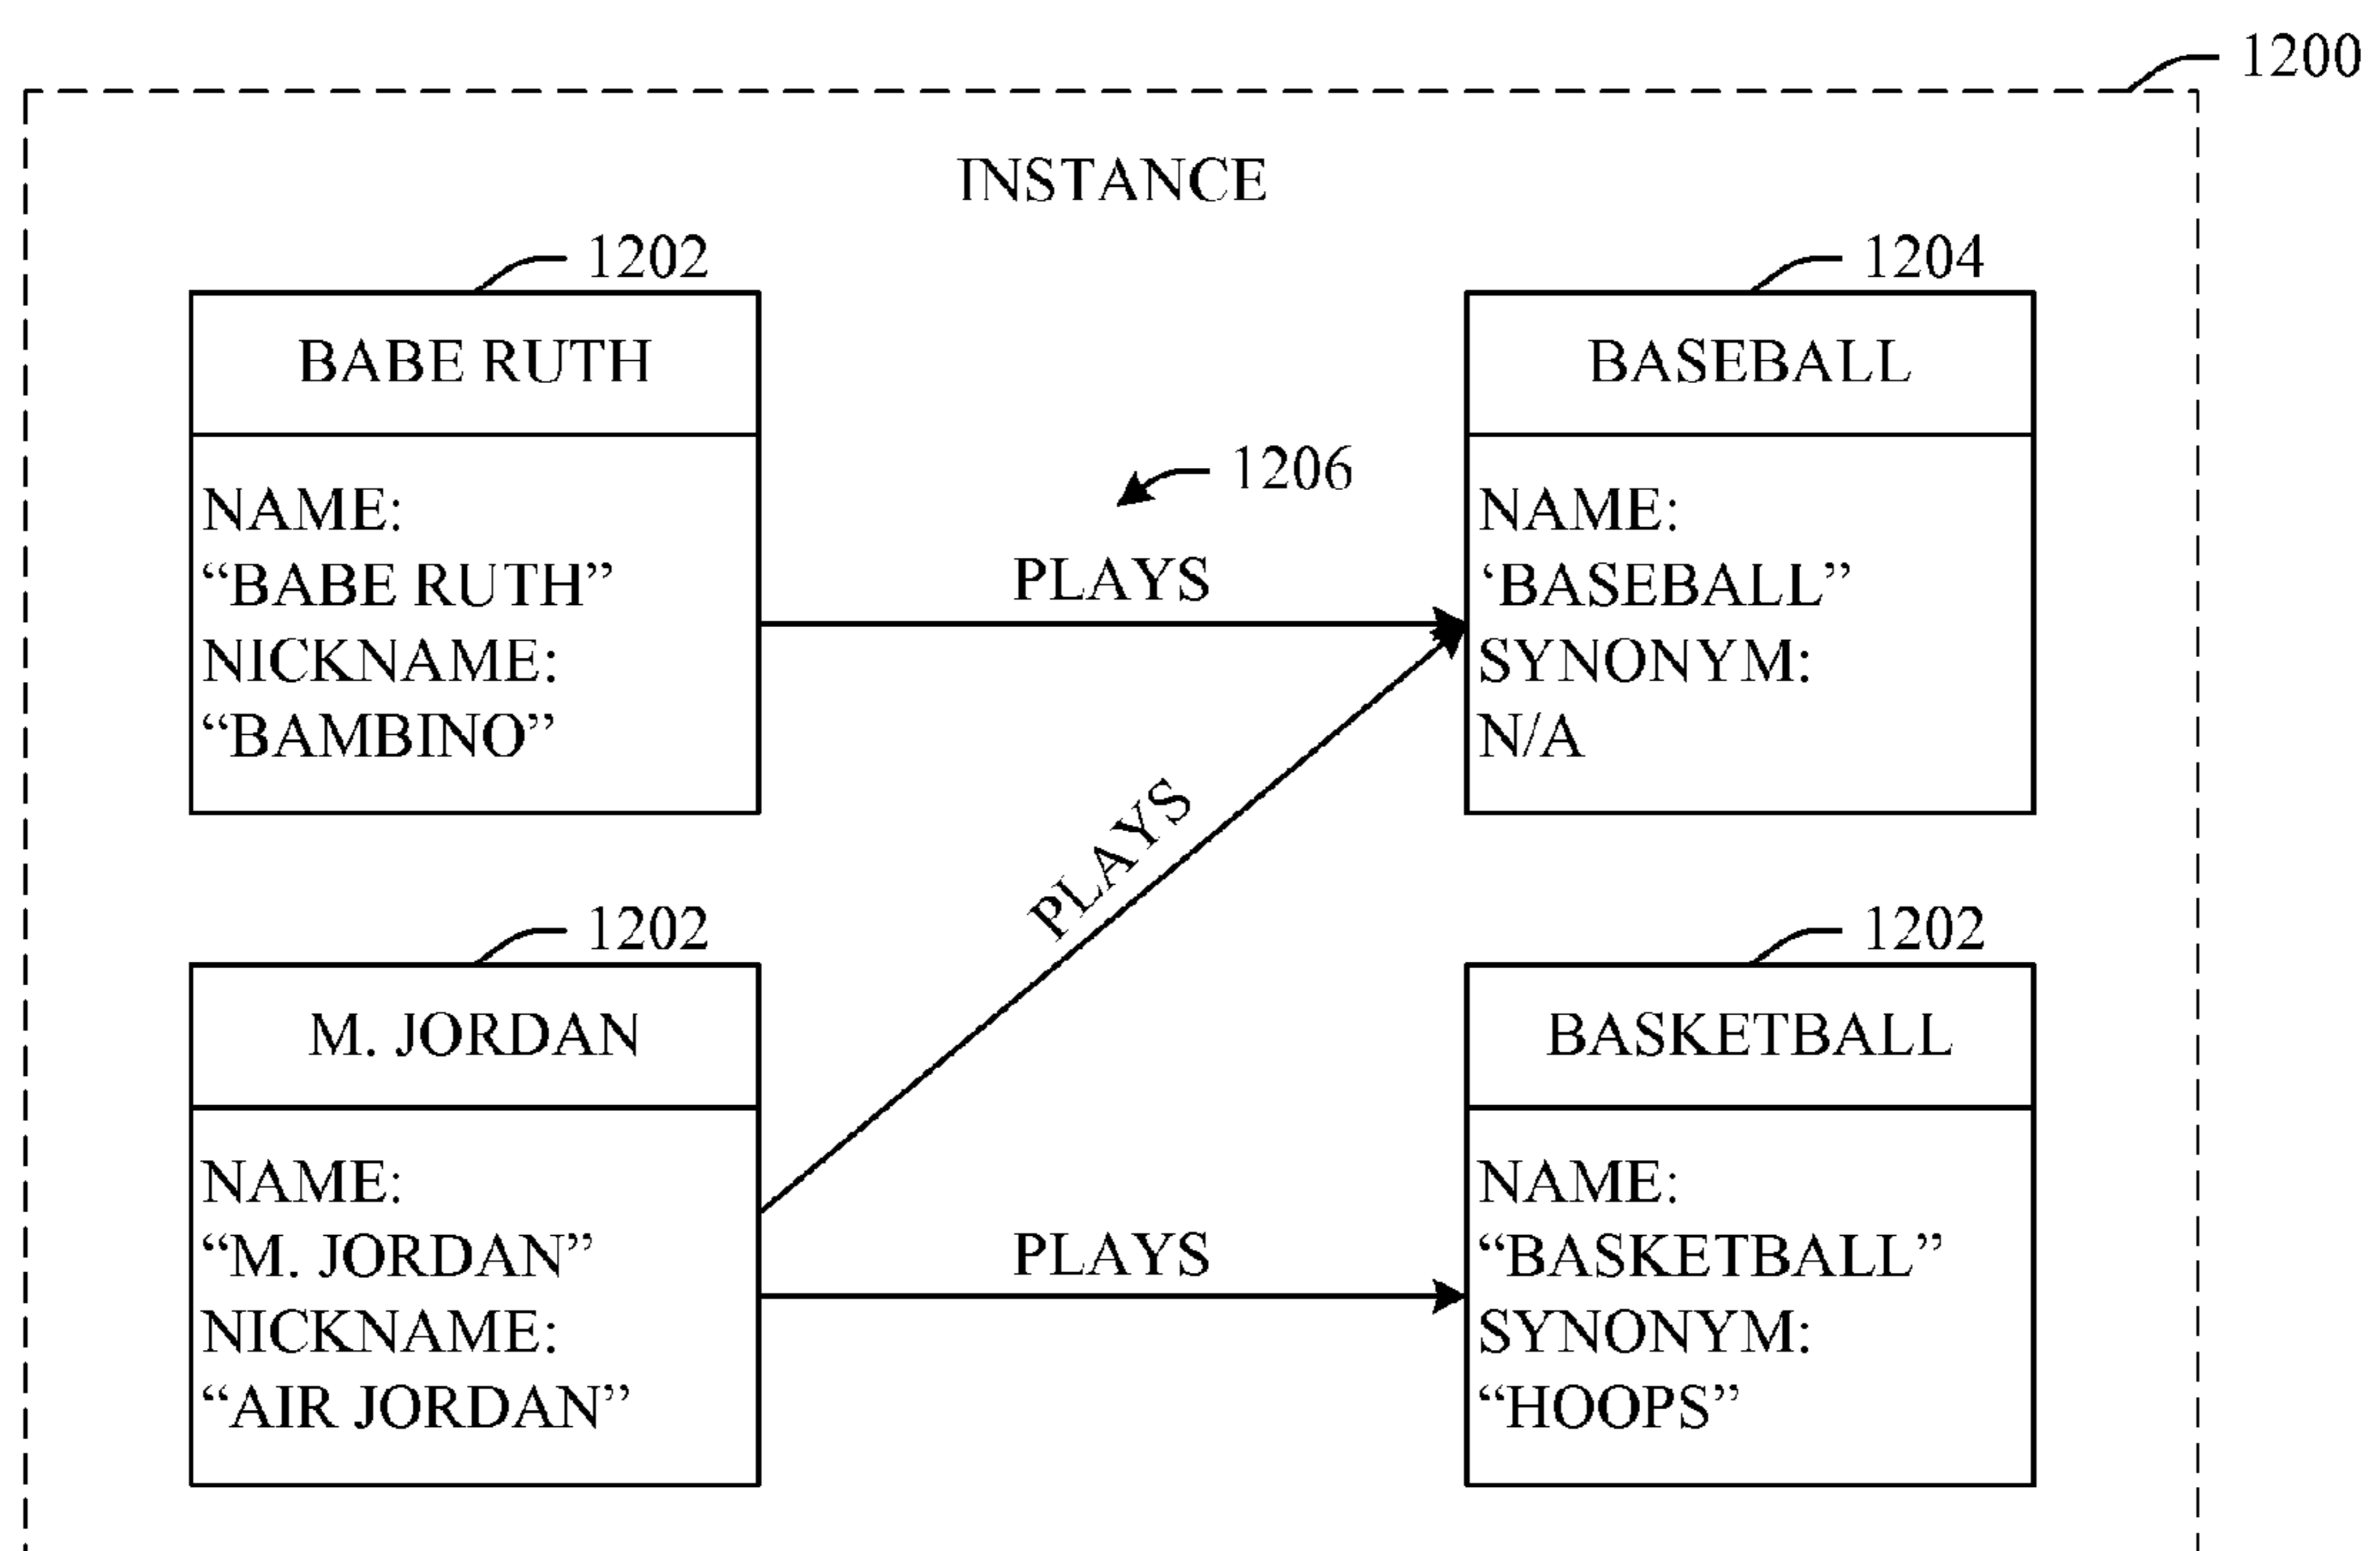 1200
INSTANCE
1202
BABE RUTH
NAME:
“BABE RUTH”
NICKNAME:
“BAMBINO”
1206
PLAYS
1204
BASEBALL
NAME:
‘BASEBALL”
SYNONYM:
N/A
PLAYS
1202
M. JORDAN
NAME:
“M. JORDAN”
NICKNAME:
“AIR JORDAN”
PLAYS
1202
BASKETBALL
NAME:
“BASKETBALL”
SYNONYM:
“HOOPS”